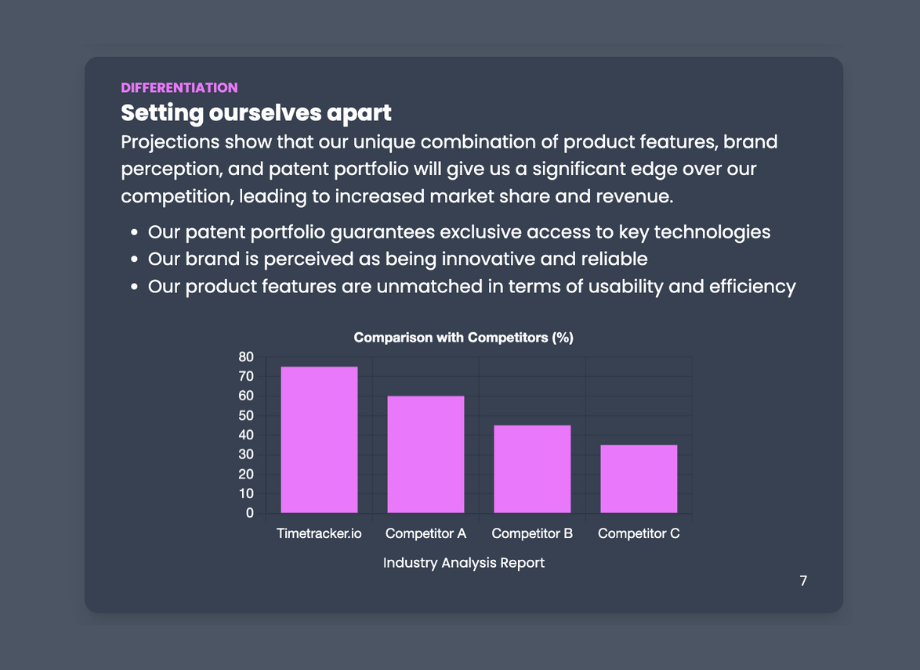 DIFFERENTIATION
Setting ourselves apart
Projections show that our unique combination of product features, brand
perception, and patent portfolio will give us a significant edge over our
competition, leading to increased market share and revenue.
• Our patent portfolio guarantees exclusive access to key technologies
• Our brand is perceived as being innovative and reliable
• Our product features are unmatched in terms of usability and efficiency
Comparison with Competitors (%)
80
70
60
50
40
30
20
10
0
Timetracker.io Competitor A Competitor B Competitor C
Industry Analysis Report
7